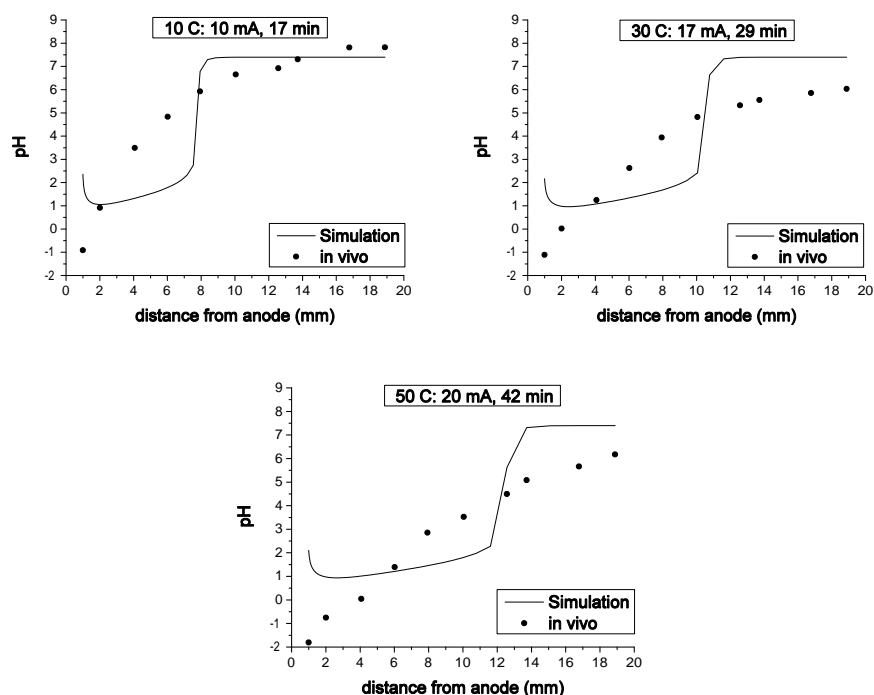 10 C: 10 mA, 17 min
9
8
7
6
5
4
3
2
1
0
-1
-2
pH
Simulation
in vivo
0 2 4 6 8 10 12 14 16 18 20
distance from anode (mm)
30 C: 17 mA, 29 min
9
8
7
6
5
4
3
2
1
0
-1
-2
pH
Simulation
in vivo
0 2 4 6 8 10 12 14 16 18 20
distance from anode (mm)
50 C: 20 mA, 42 min
9
8
7
6
5
4
3
2
1
0
-1
-2
pH
Simulation
in vivo
0 2 4 6 8 10 12 14 16 18 20
distance from anode (mm)